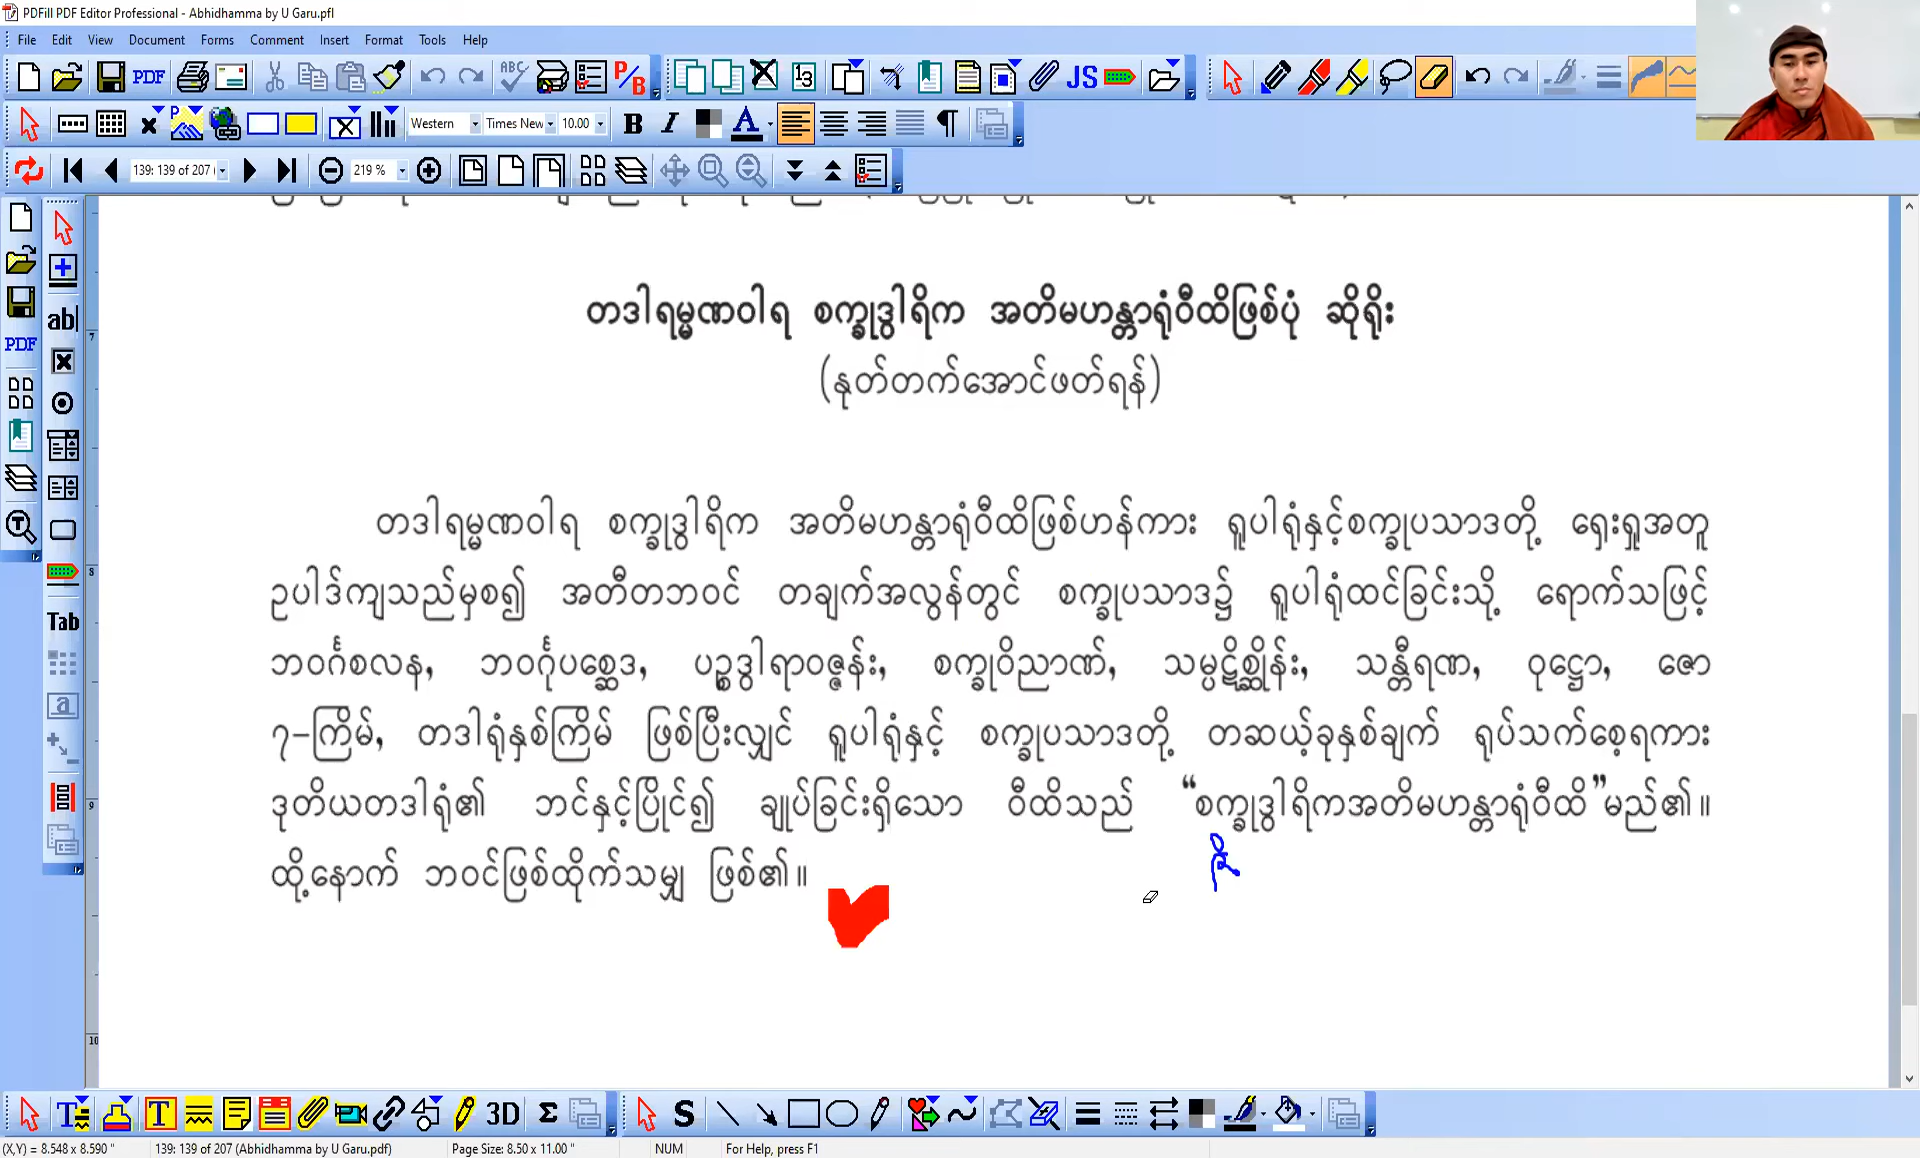 PDFill PDF Editor Professional - Abhidhamma by U Garu.pfl
File Edit View Document Forms Comment Insert Format Tools Help
Western Times New 10.00
139: 139 of 207 219 %
တဒါရမ္မဏဝါရ စက္ခုဒွါရိက အတိမဟန္တာရုံဝီထိဖြစ်ပုံ ဆိုရိုး
(နှုတ်တက်အောင်ဖတ်ရန်)
တဒါရမ္မဏဝါရ စက္ခုဒွါရိက အတိမဟန္တာရုံဝီထိဖြစ်ဟန်ကား ရူပါရုံနှင့်စက္ခုပသာဒတို့ ရှေးရှုအတူ
ဥပါဒ်ကျသည်မှစ၍ အတီတဘဝင် တချက်အလွန်တွင် စက္ခုပသာဒ၌ ရူပါရုံထင်ခြင်းသို့ ရောက်သဖြင့်
ဘဝင်္ဂစလန, ဘဝင်္ဂုပစ္ဆေဒ, ပဉ္စဒွါရာဝဇ္ဇန်း, စက္ခုဝိညာဏ်, သမ္ပဋိစ္ဆိုန်း, သန္တီရဏ, ဝုဋ္ဌော, ဇော
၇-ကြိမ်, တဒါရုံနှစ်ကြိမ် ဖြစ်ပြီးလျှင် ရူပါရုံနှင့် စက္ခုပသာဒတို့ တဆယ့်ခုနှစ်ချက် ရုပ်သက်စေ့ရကား
ဒုတိယတဒါရုံ၏ ဘင်နှင့်ပြိုင်၍ ချုပ်ခြင်းရှိသော ဝီထိသည် “စက္ခုဒွါရိကအတိမဟန္တာရုံဝီထိ”မည်၏။
ထို့နောက် ဘဝင်ဖြစ်ထိုက်သမျှ ဖြစ်၏။
(X,Y) = 8.548 x 8.590 " 139: 139 of 207 (Abhidhamma by U Garu.pdf) Page Size: 8.50 x 11.00 " NUM For Help, press F1